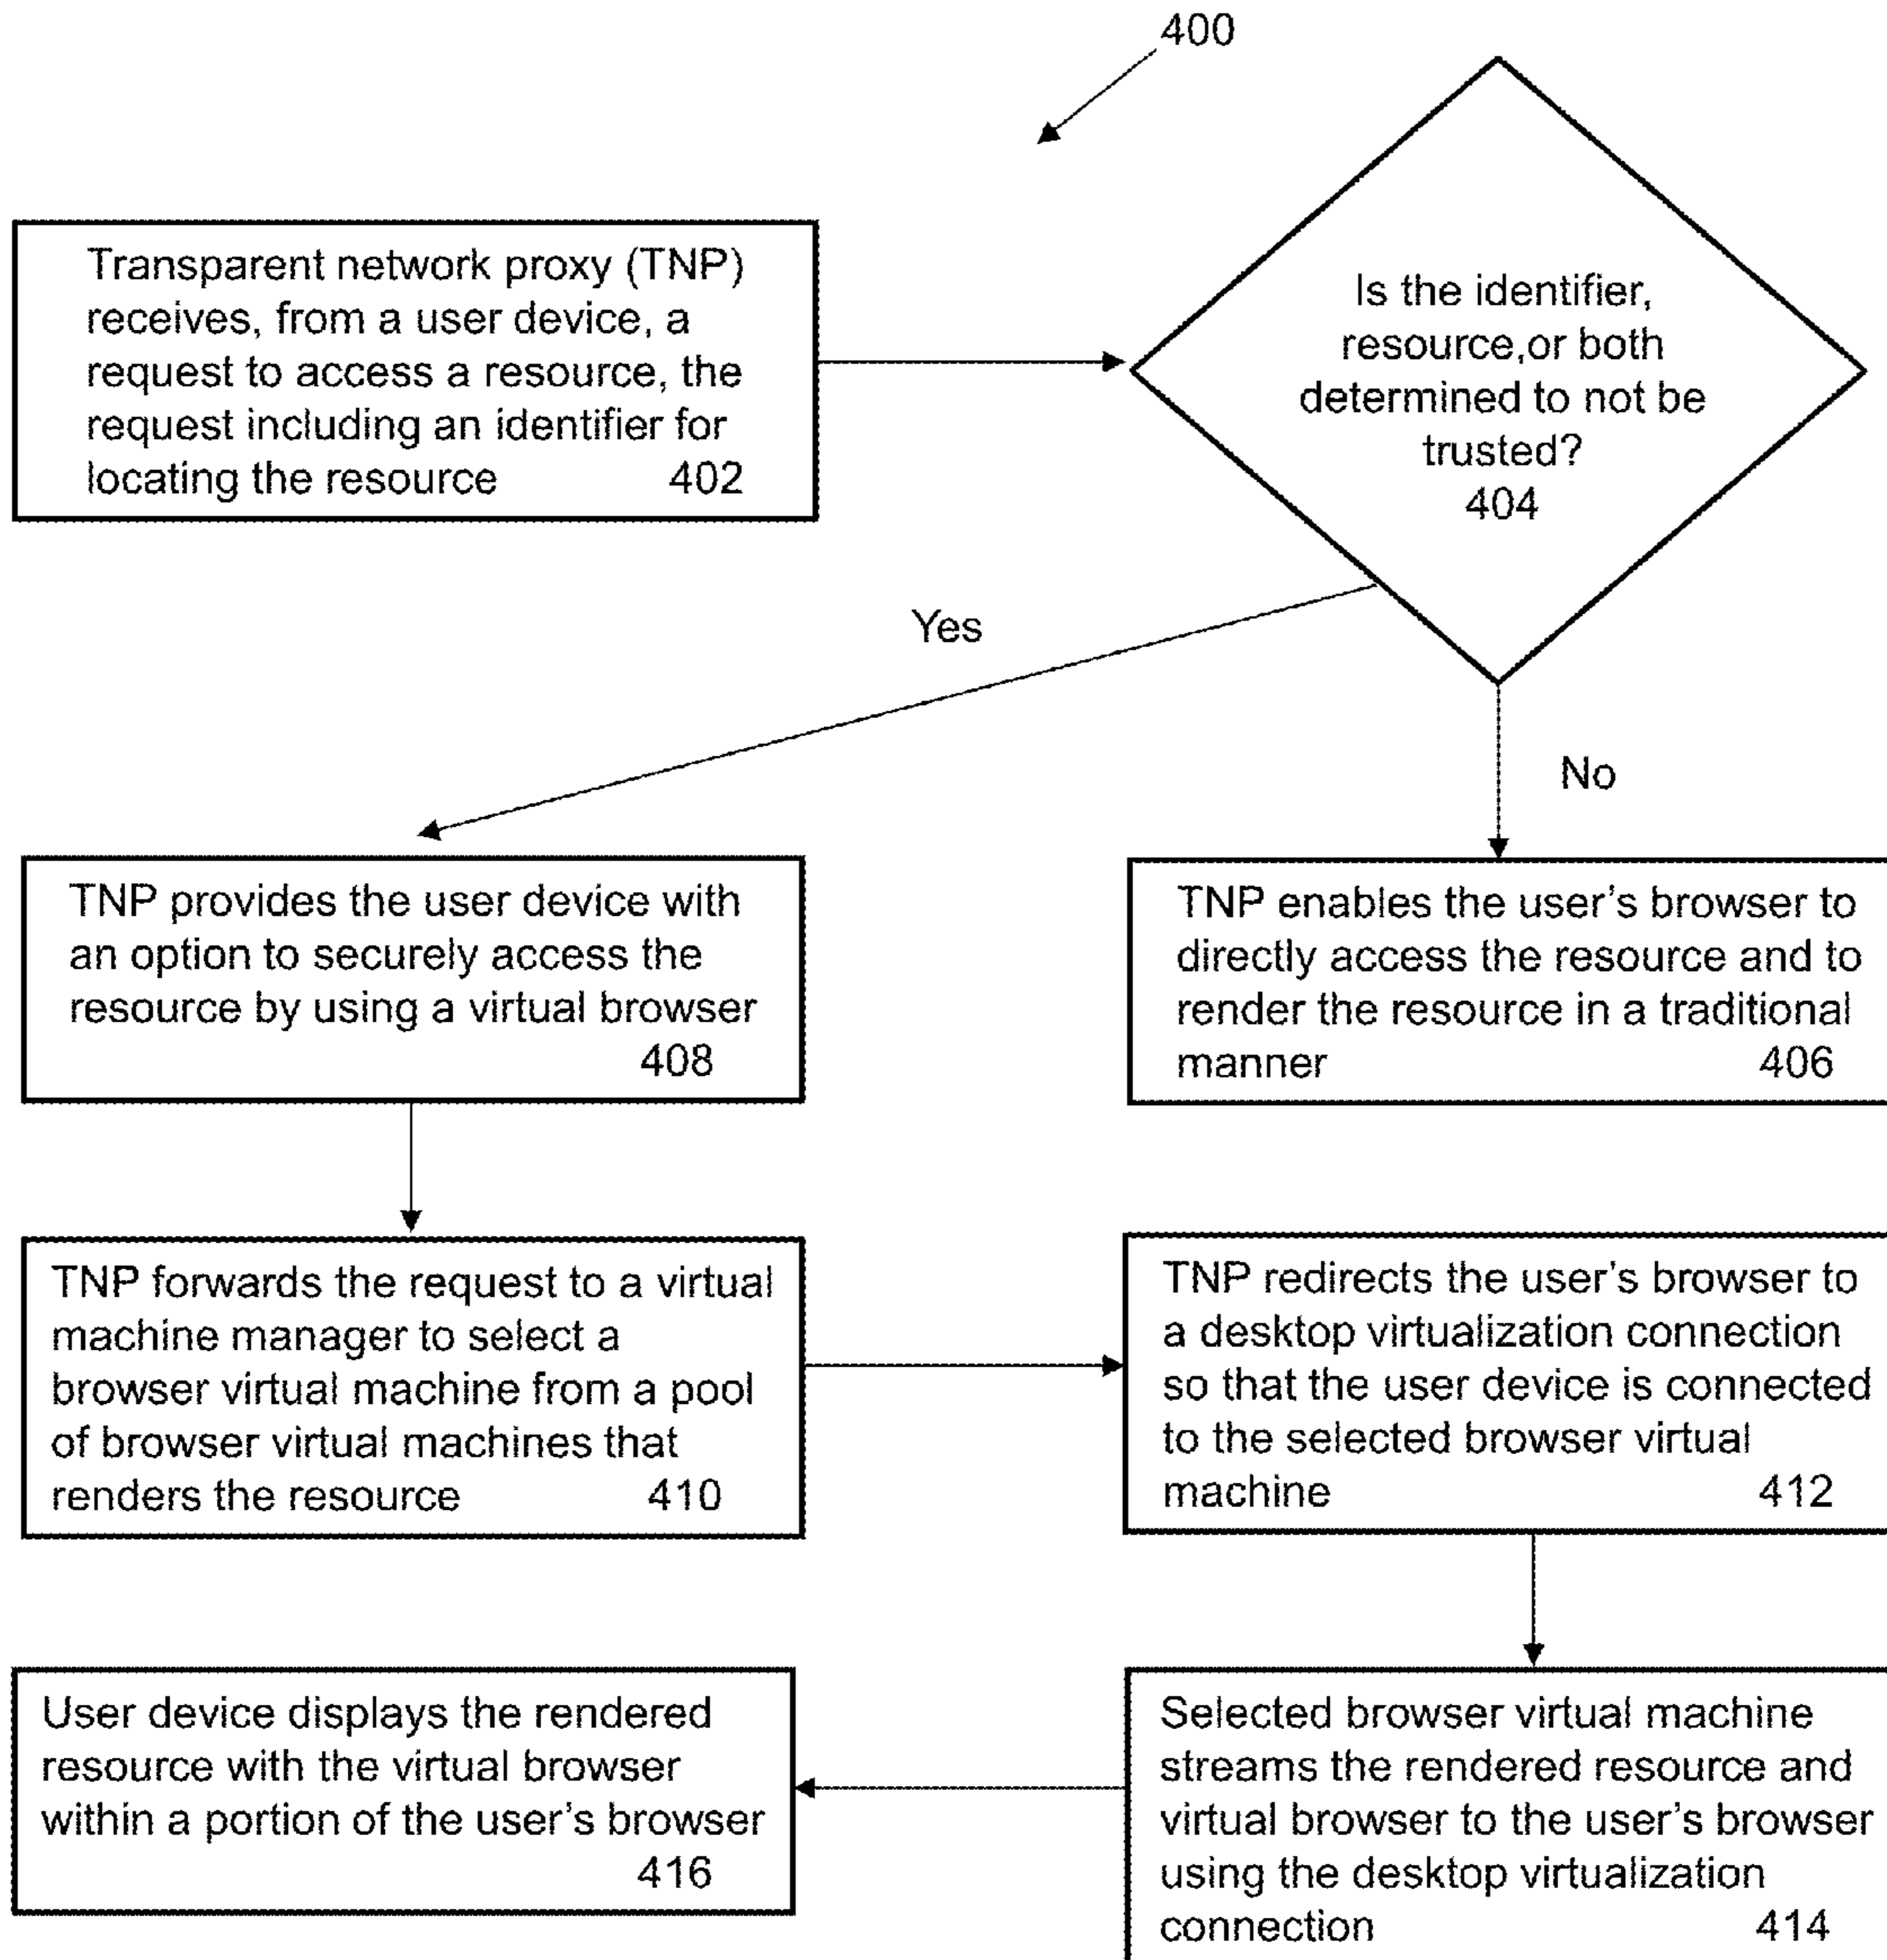 400
Transparent network proxy (TNP)
receives, from a user device, a
request to access a resource, the
request including an identifier for
locating the resource 402
Is the identifier,
resource,or both
determined to not be
trusted?
404
Yes
No
TNP provides the user device with
an option to securely access the
resource by using a virtual browser
408
TNP enables the user's browser to
directly access the resource and to
render the resource in a traditional
manner 406
TNP forwards the request to a virtual
machine manager to select a
browser virtual machine from a pool
of browser virtual machines that
renders the resource 410
TNP redirects the user's browser to
a desktop virtualization connection
so that the user device is connected
to the selected browser virtual
machine 412
User device displays the rendered
resource with the virtual browser
within a portion of the user's browser
416
Selected browser virtual machine
streams the rendered resource and
virtual browser to the user's browser
using the desktop virtualization
connection 414